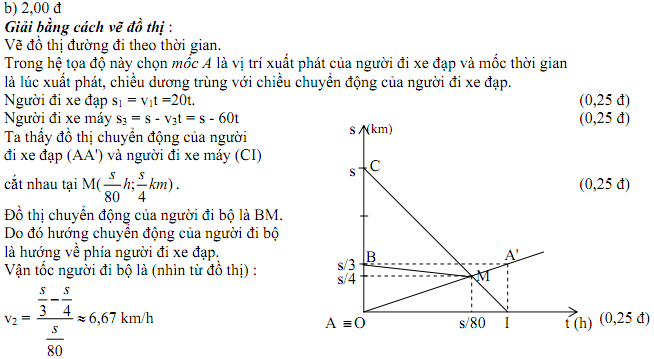 b) 2,00 đ
Giải bằng cách vẽ đồ thị :
Vẽ đồ thị đường đi theo thời gian.
Trong hệ tọa độ này chọn mốc A là vị trí xuất phát của người đi xe đạp và mốc thời gian
là lúc xuất phát, chiều dương trùng với chiều chuyển động của người đi xe đạp.
Người đi xe đạp s₁ = v₁t =20t. (0,25 đ)
Người đi xe máy s₃ = s - v₃t = s - 60t (0,25 đ)
Ta thấy đồ thị chuyển động của người
đi xe đạp (AA') và người đi xe máy (CI)
cắt nhau tại M(s/80 h; s/4 km). (0,25 đ)
Đồ thị chuyển động của người đi bộ là BM.
Do đó hướng chuyển động của người đi bộ
là hướng về phía người đi xe đạp.
Vận tốc người đi bộ là (nhìn từ đồ thị) :
v₂ = (s/3 - s/4)/(s/80) ≈ 6,67 km/h (0,25 đ)
s (km)
s
C
s/3
B
A'
s/4
M
A ≡O
s/80
I
t (h)